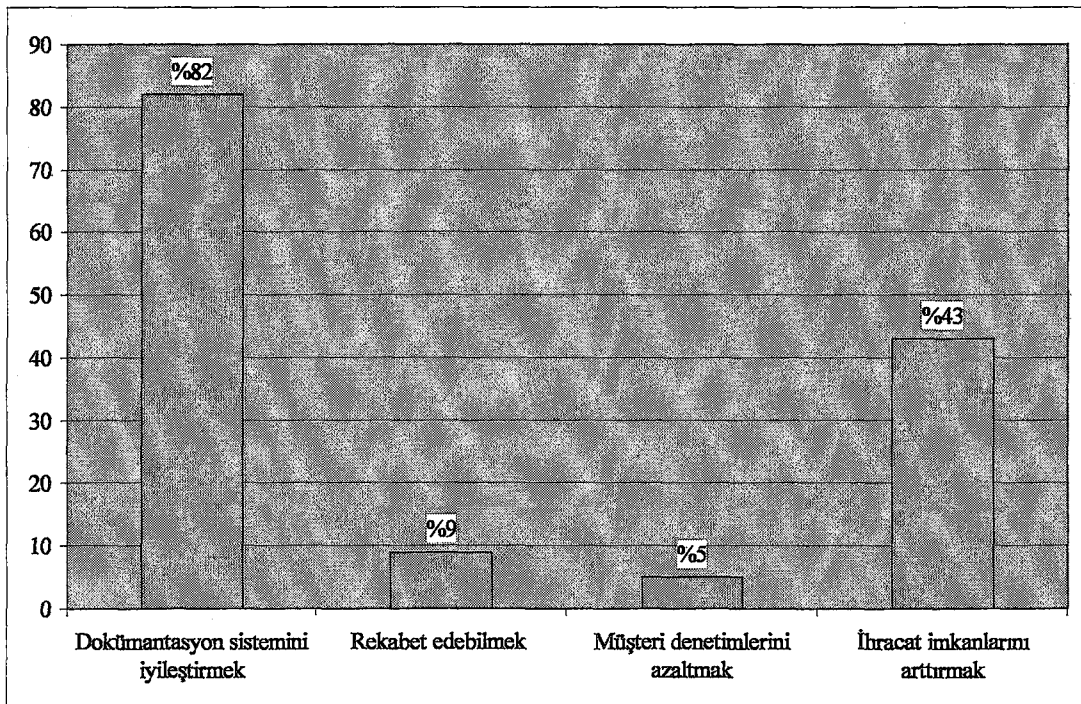 90
80
70
60
50
40
30
20
10
0
%82
%9
%5
%43
Dokümantasyon sistemini
iyileştirmek
Rekabet edebilmek
Müşteri denetimlerini
azaltmak
İhracat imkanlarını
arttırmak